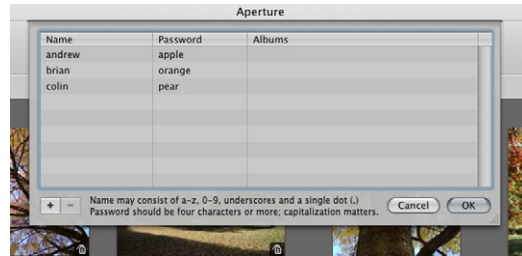 Aperture
Name Password Albums
andrew apple
brian orange
colin pear
+ - Name may consist of a-z, 0-9, underscores and a single dot (.) Cancel OK
Password should be four characters or more; capitalization matters.